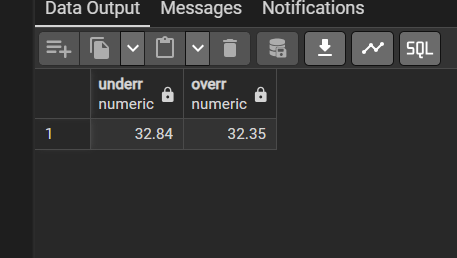 Data Output Messages Notifications
SQL
underr overr
numeric numeric
1 32.84 32.35